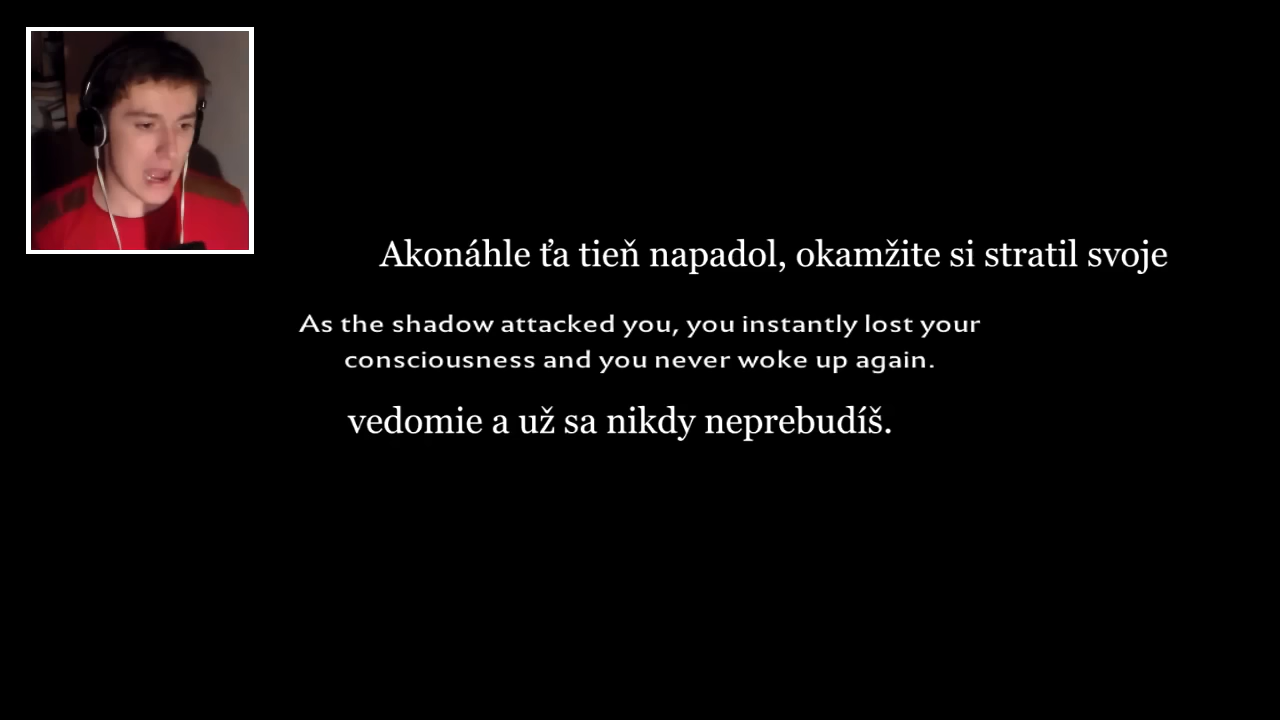 Akonáhle ťa tieň napadol, okamžite si stratil svoje
As the shadow attacked you, you instantly lost your
consciousness and you never woke up again.
vedomie a už sa nikdy neprebudíš.